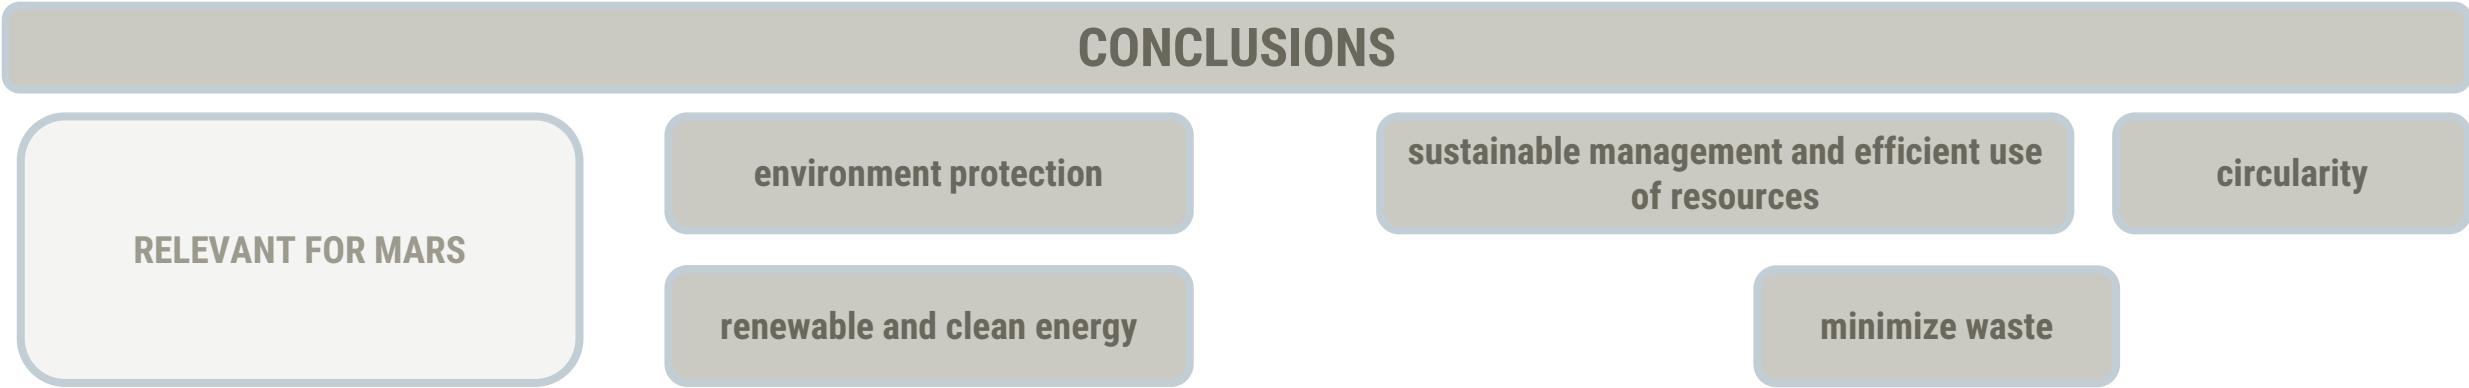 CONCLUSIONS
RELEVANT FOR MARS
environment protection
sustainable management and efficient use
of resources
circularity
renewable and clean energy
minimize waste